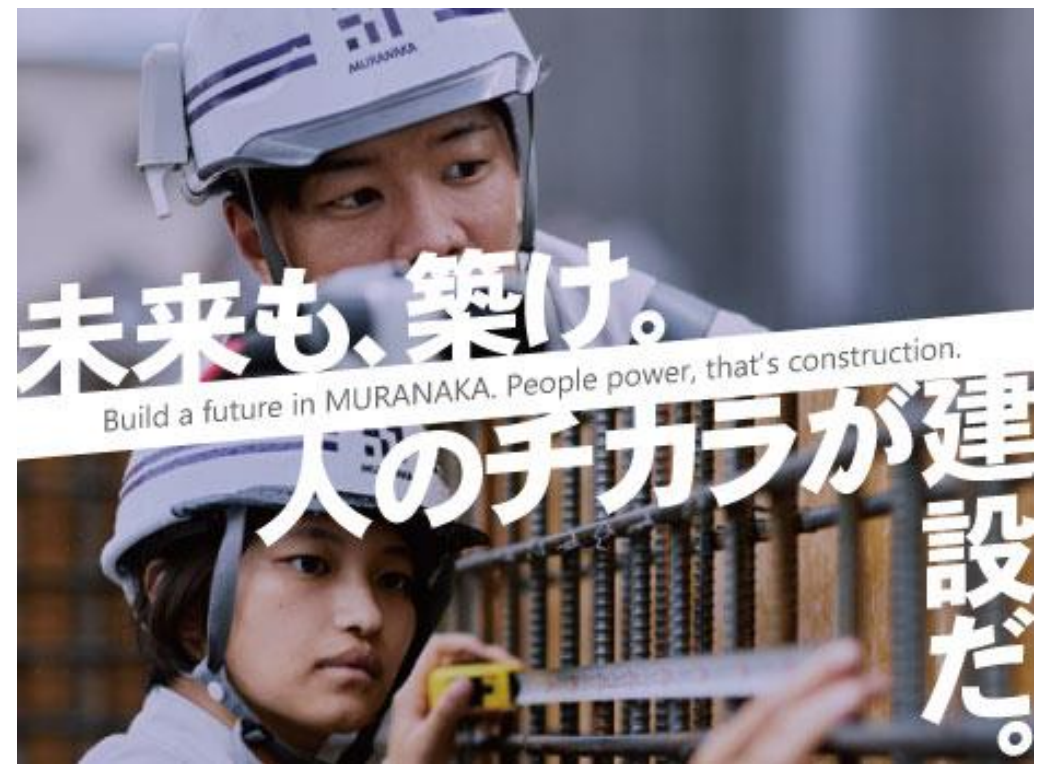 MURANAKA
未来も、築け。
Build a future in MURANAKA. People power, that's construction.
人のチカラが建設だ。
MURANAKA